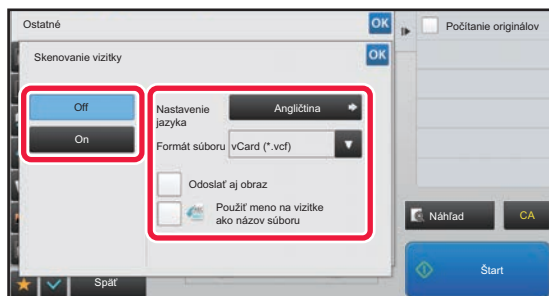 Ostatné
OK
Počítanie originálov
Skenovanie vizitky
OK
Off
On
Nastavenie
jazyka
Angličtina
Formát súboru
vCard (*.vcf)
Odoslať aj obraz
Použiť meno na vizitke
ako názov súboru
Náhľad
CA
Späť
Štart